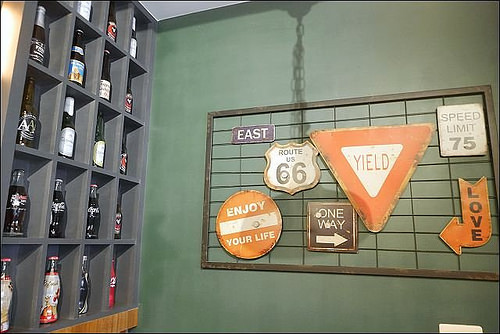 EAST
ROUTE
US
66
YIELD
SPEED
LIMIT
75
ENJOY
YOUR LIFE
ONE
WAY
LOVE